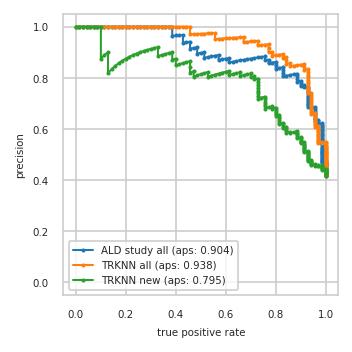 1.0
0.8
0.6
0.4
0.2
0.0
precision
ALD study all (aps: 0.904)
TRKNN all (aps: 0.938)
TRKNN new (aps: 0.795)
0.0 0.2 0.4 0.6 0.8 1.0
true positive rate